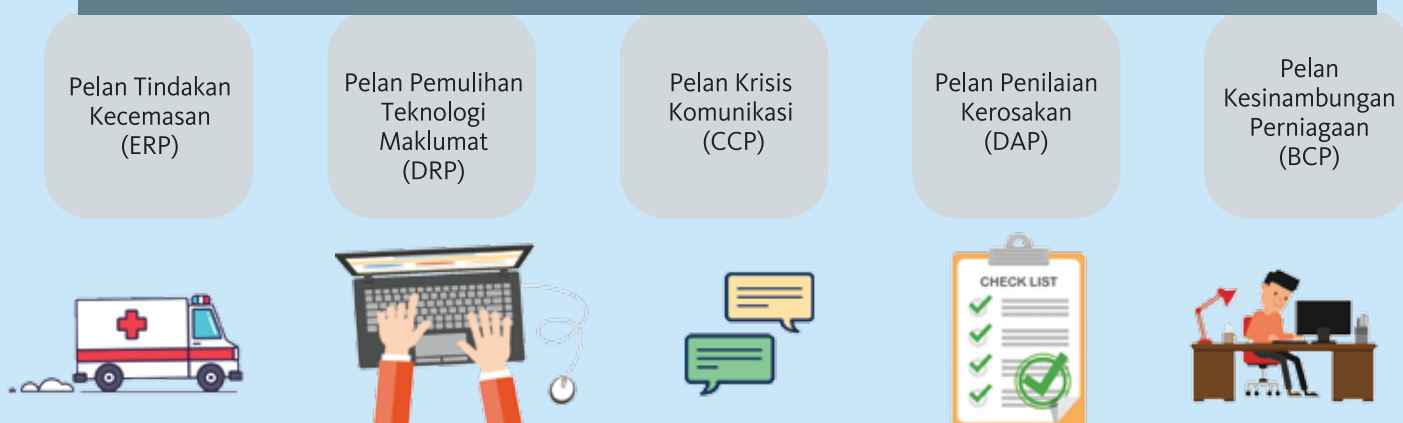 Pelan Tindakan
Kecemasan
(ERP)
Pelan Pemulihan
Teknologi
Maklumat
(DRP)
Pelan Krisis
Komunikasi
(CCP)
Pelan Penilaian
Kerosakan
(DAP)
Pelan
Kesinambungan
Perniagaan
(BCP)
CHECK LIST